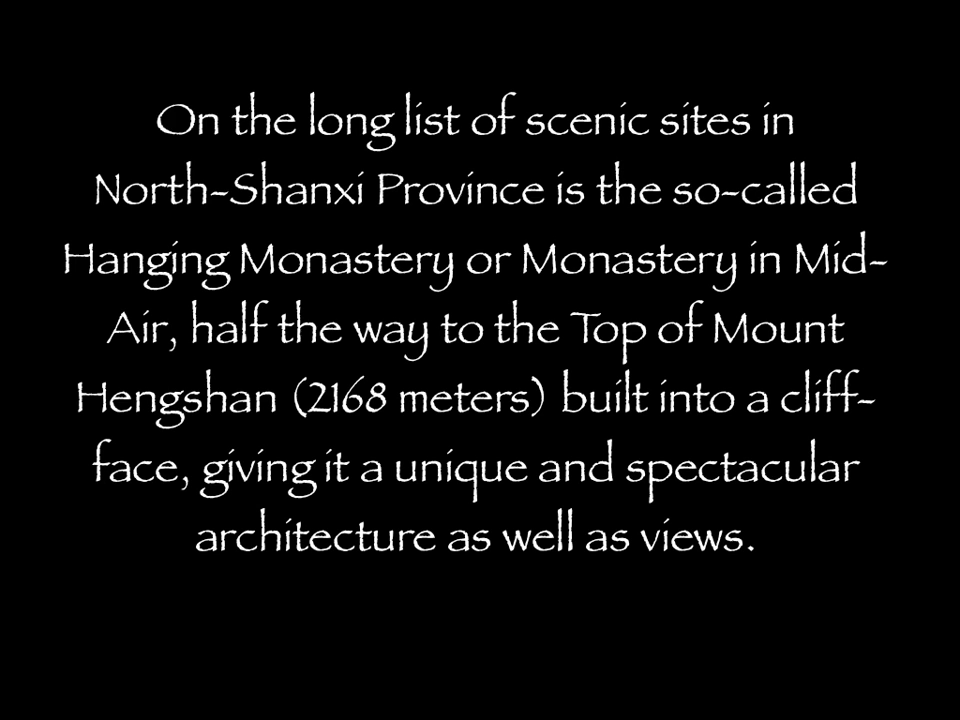 On the long list of scenic sites in
North-Shanxi Province is the so-called
Hanging Monastery or Monastery in Mid-
Air, half the way to the Top of Mount
Hengshan (2168 meters) built into a cliff-
face, giving it a unique and spectacular
architecture as well as views.